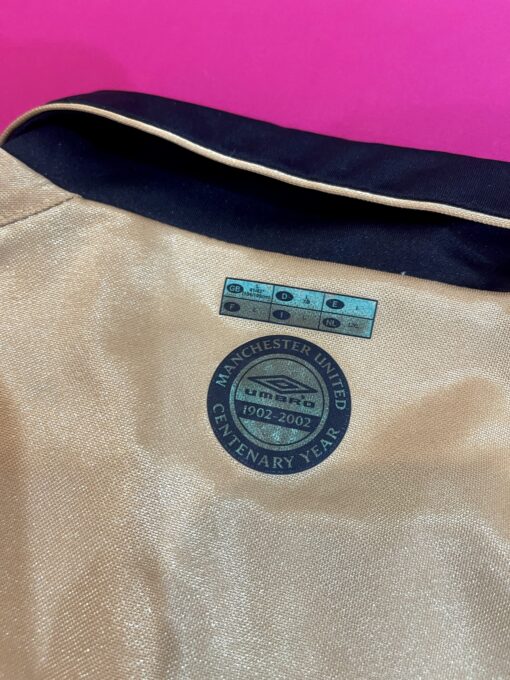 GB
D
E
F L
I L
NL
MANCHESTER UNITED
UMBRO
1902-2002
CENTENARY YEAR